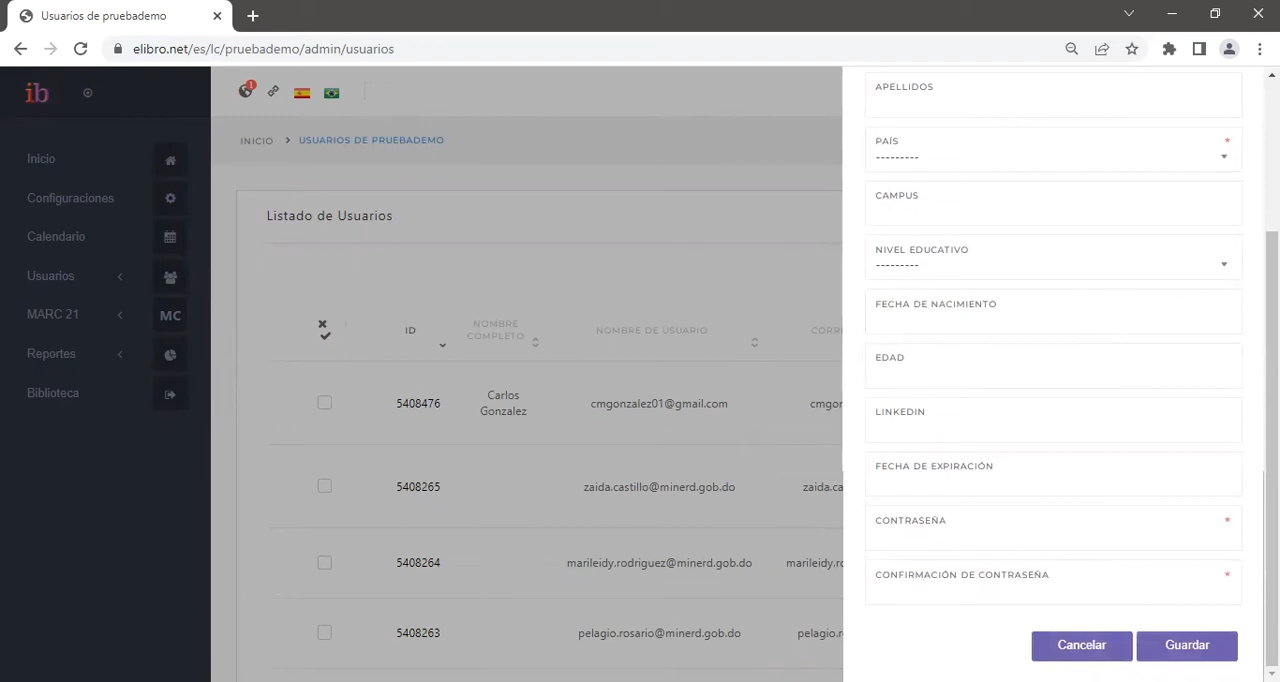 Usuarios de pruebademo
elibro.net/es/lc/pruebademo/admin/usuarios
ib
1
Inicio
Configuraciones
Calendario
Usuarios
MARC 21
MC
Reportes
Biblioteca
INICIO > USUARIOS DE PRUEBADEMO
Listado de Usuarios
ID
NOMBRE
COMPLETO
NOMBRE DE USUARIO
CORR
5408476
Carlos
Gonzalez
cmgonzalez01@gmail.com
cmgor
5408265
zaida.castillo@minerd.gob.do
zaida.ca
5408264
marileidy.rodriguez@minerd.gob.do
marileidy.ro
5408263
pelagio.rosario@minerd.gob.do
pelagio.
APELLIDOS
PAÍS *
---------
CAMPUS
NIVEL EDUCATIVO
---------
FECHA DE NACIMIENTO
EDAD
LINKEDIN
FECHA DE EXPIRACIÓN
CONTRASEÑA *
CONFIRMACIÓN DE CONTRASEÑA *
Cancelar
Guardar